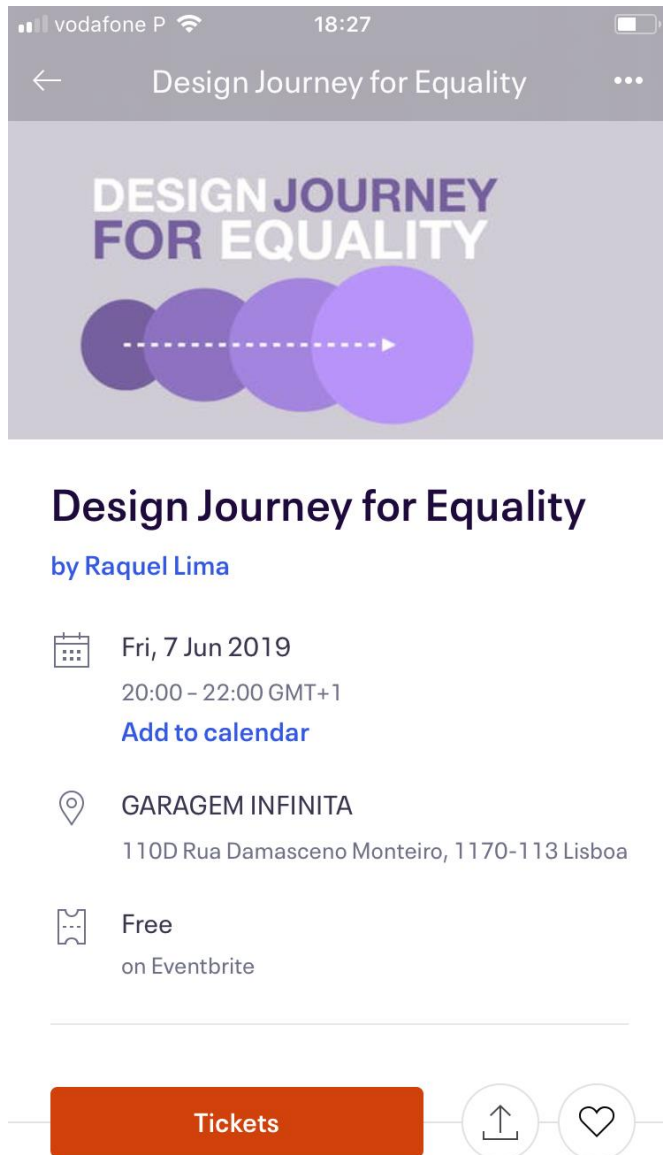 vodafone P 18:27
Design Journey for Equality
DESIGN JOURNEY
FOR EQUALITY
Design Journey for Equality
by Raquel Lima
Fri, 7 Jun 2019
20:00 – 22:00 GMT+1
Add to calendar
GARAGEM INFINITA
110D Rua Damasceno Monteiro, 1170-113 Lisboa
Free
on Eventbrite
Tickets